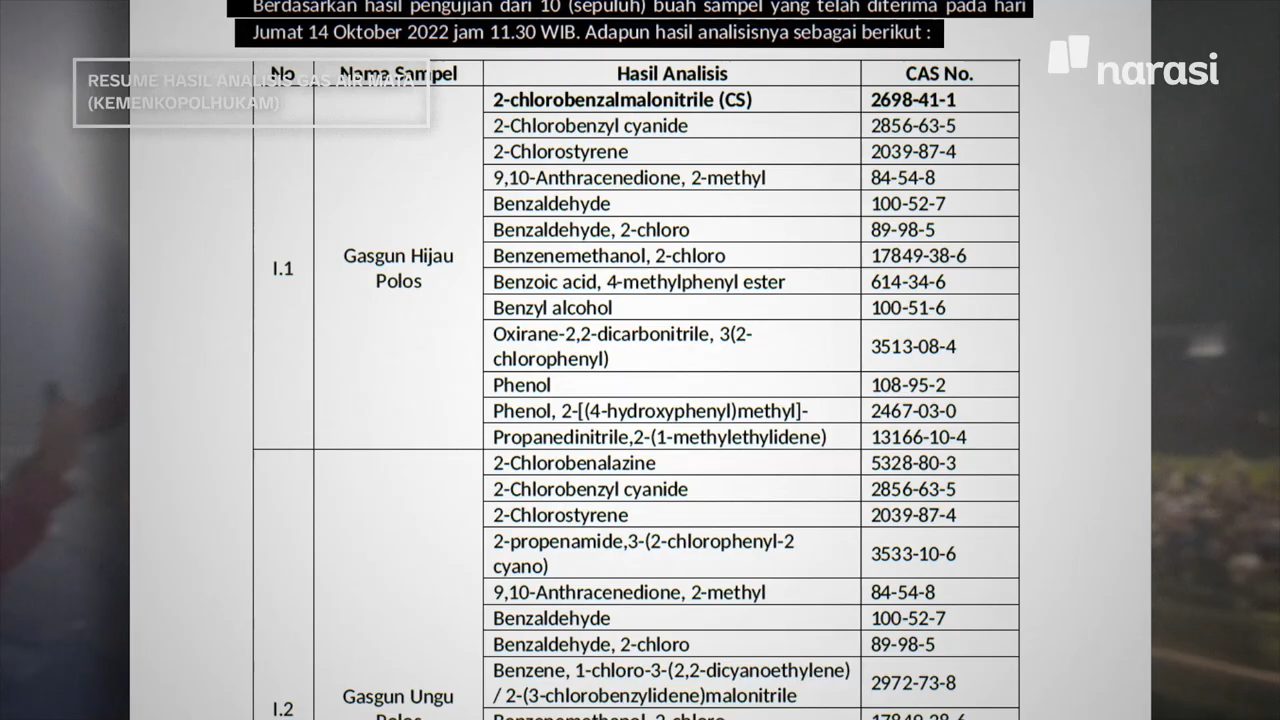 Berdasarkan hasil pengujian dari 10 (sepuluh) buah sampel yang telah diterima pada hari
Jumat 14 Oktober 2022 jam 11.30 WIB. Adapun hasil analisisnya sebagai berikut :
narasi
RESUME HASIL ANALISIS GAS AIR MATA
(KEMENKOPOLHUKAM)
No Nama Sampel Hasil Analisis CAS No.
I.1 Gasgun Hijau
Polos
2-chlorobenzalmalonitrile (CS) 2698-41-1
2-Chlorobenzyl cyanide 2856-63-5
2-Chlorostyrene 2039-87-4
9,10-Anthracenedione, 2-methyl 84-54-8
Benzaldehyde 100-52-7
Benzaldehyde, 2-chloro 89-98-5
Benzenemethanol, 2-chloro 17849-38-6
Benzoic acid, 4-methylphenyl ester 614-34-6
Benzyl alcohol 100-51-6
Oxirane-2,2-dicarbonitrile, 3(2-
chlorophenyl) 3513-08-4
Phenol 108-95-2
Phenol, 2-[(4-hydroxyphenyl)methyl]- 2467-03-0
Propanedinitrile,2-(1-methylethylidene) 13166-10-4
I.2 Gasgun Ungu
Polos
2-Chlorobenalazine 5328-80-3
2-Chlorobenzyl cyanide 2856-63-5
2-Chlorostyrene 2039-87-4
2-propenamide,3-(2-chlorophenyl-2
cyano) 3533-10-6
9,10-Anthracenedione, 2-methyl 84-54-8
Benzaldehyde 100-52-7
Benzaldehyde, 2-chloro 89-98-5
Benzene, 1-chloro-3-(2,2-dicyanoethylene)
/ 2-(3-chlorobenzylidene)malonitrile 2972-73-8
Benzenemethanol, 2-chloro 17849-38-6